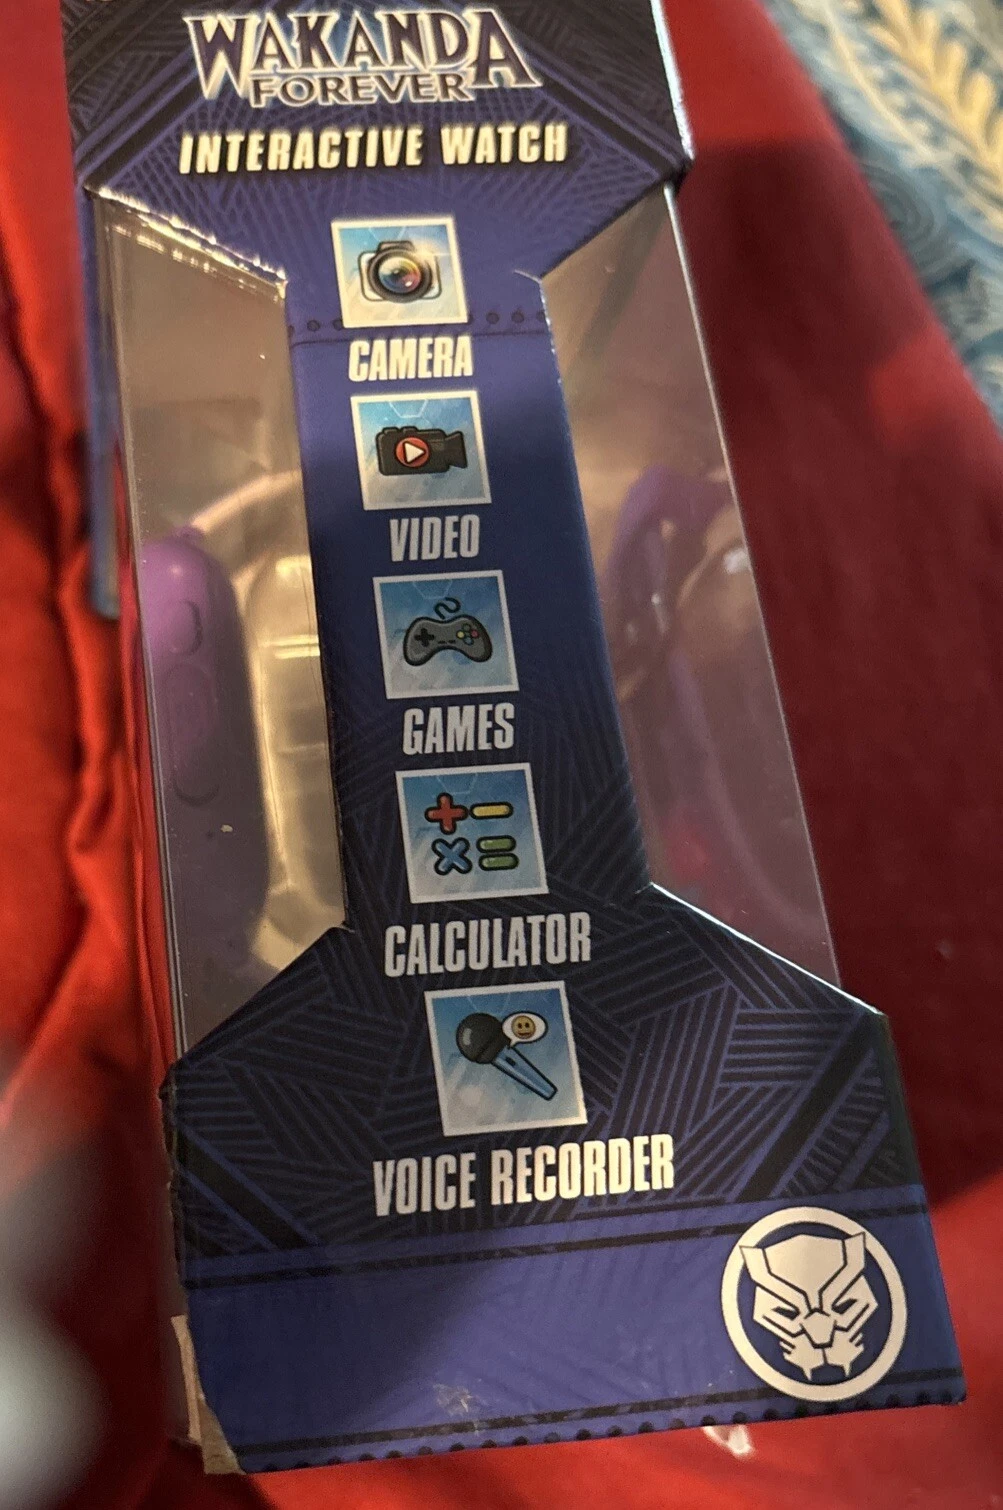 WAKANDA
FOREVER
INTERACTIVE WATCH
CAMERA
VIDEO
GAMES
CALCULATOR
VOICE RECORDER